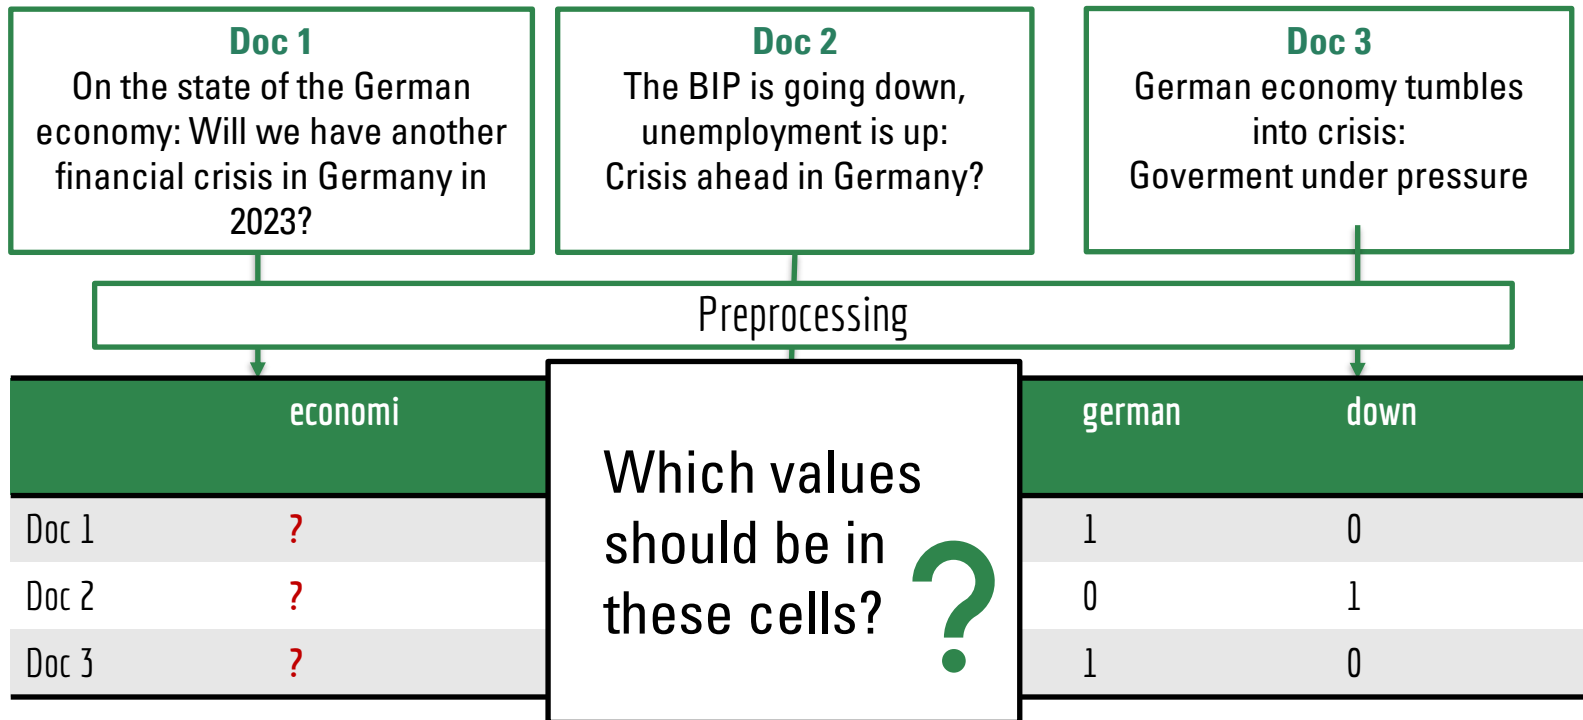 Doc 1
On the state of the German
economy: Will we have another
financial crisis in Germany in
2023?
Doc 2
The BIP is going down,
unemployment is up:
Crisis ahead in Germany?
Doc 3
German economy tumbles
into crisis:
Goverment under pressure
Preprocessing
economi german down
Doc 1 ? 1 0
Doc 2 ? 0 1
Doc 3 ? 1 0
Which values
should be in
these cells?
?